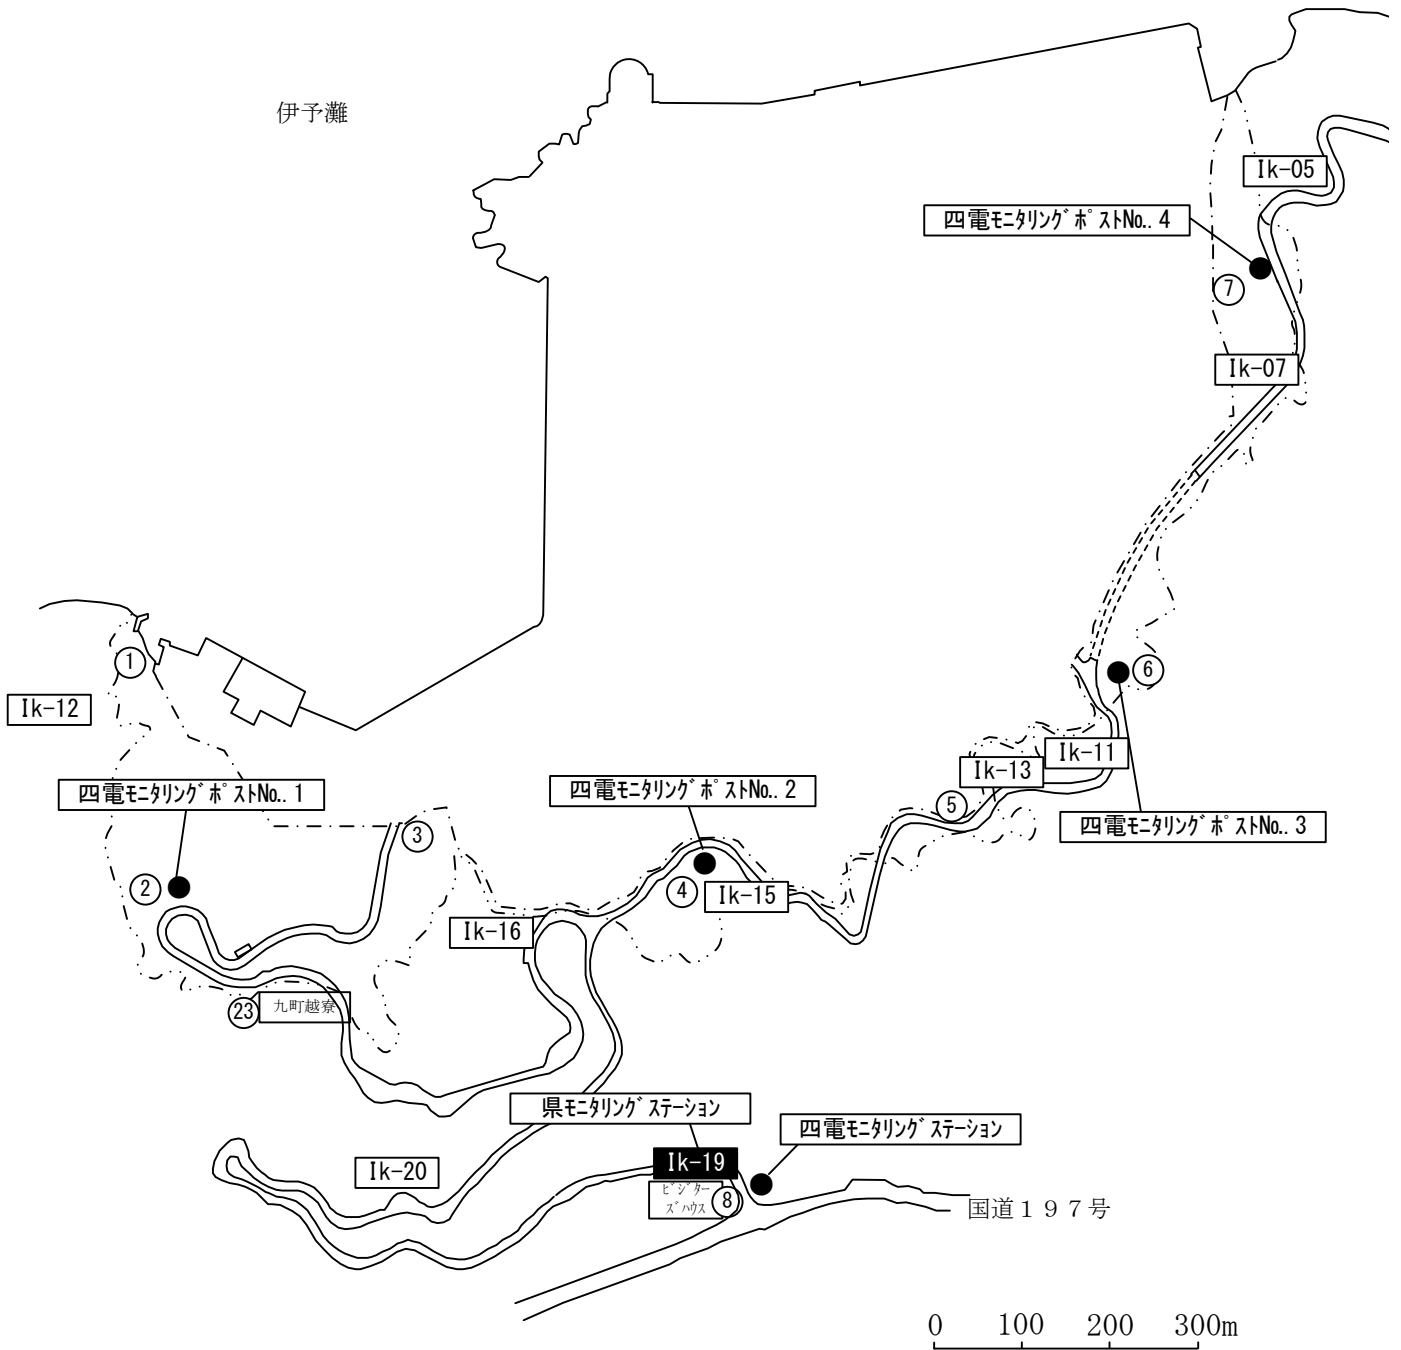 伊予灘
Ik-05
四電ﾓﾆﾀﾘﾝｸﾞﾎﾟｽﾄNo..4
⑦
Ik-07
①
⑥
Ik-12
Ik-11
Ik-13
四電ﾓﾆﾀﾘﾝｸﾞﾎﾟｽﾄNo..1
四電ﾓﾆﾀﾘﾝｸﾞﾎﾟｽﾄNo..2
⑤
四電ﾓﾆﾀﾘﾝｸﾞﾎﾟｽﾄNo..3
③
②
④
Ik-15
Ik-16
㉓
九町越寮
県ﾓﾆﾀﾘﾝｸﾞｽﾃｰｼｮﾝ
四電ﾓﾆﾀﾘﾝｸﾞｽﾃｰｼｮﾝ
Ik-19
Ik-20
ﾋﾞｼﾞﾀｰ
ｽﾞﾊｳｽ
⑧
国道１９７号
0 100 200 300m